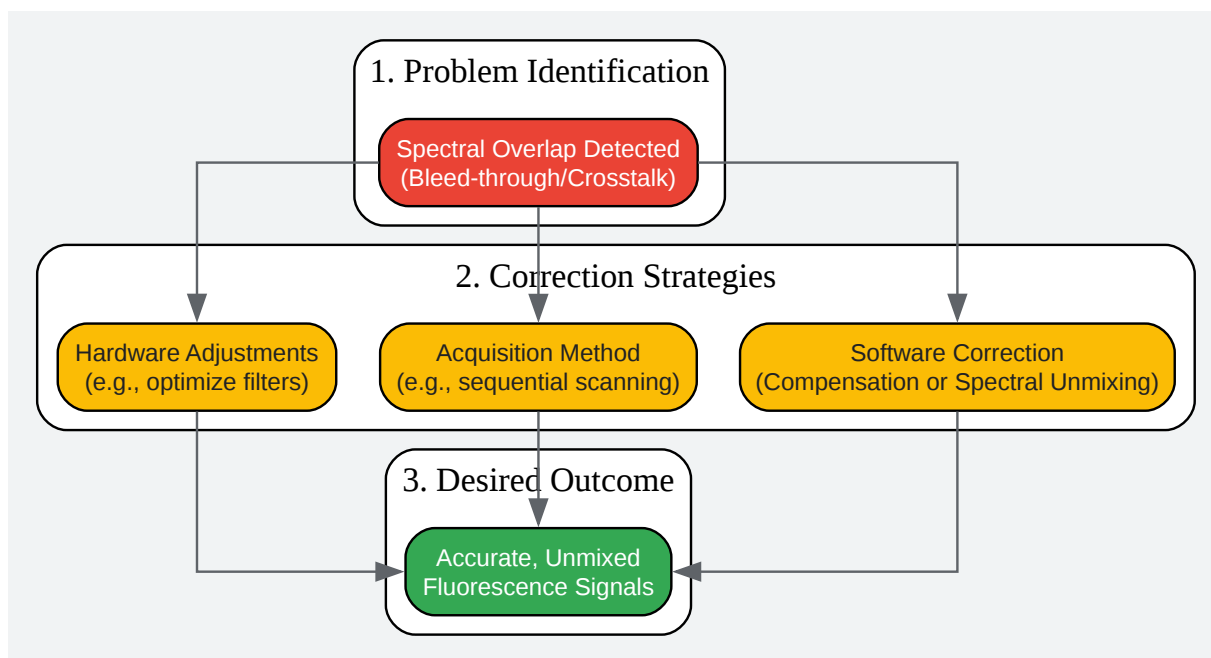 1. Problem Identification
Spectral Overlap Detected
(Bleed-through/Crosstalk)
2. Correction Strategies
Hardware Adjustments
(e.g., optimize filters)
Acquisition Method
(e.g., sequential scanning)
Software Correction
(Compensation or Spectral Unmixing)
3. Desired Outcome
Accurate, Unmixed
Fluorescence Signals